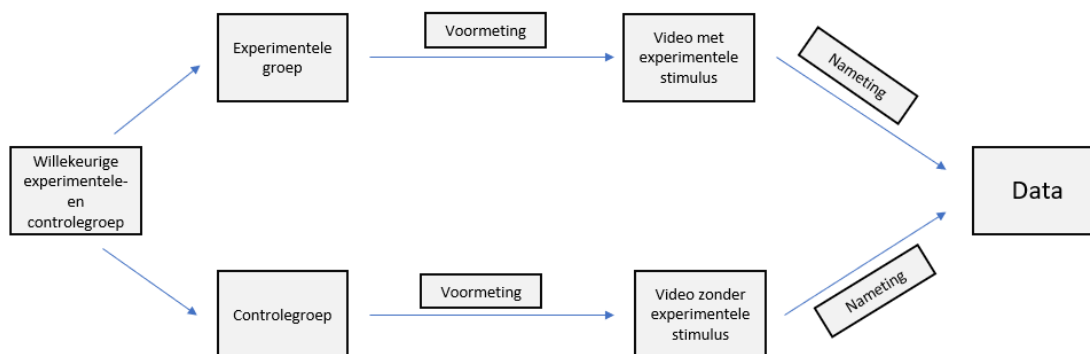 Willekeurige
experimentele-
en
controlegroep
Experimentele
groep
Voormeting
Video met
experimentele
stimulus
Nameting
Controlegroep
Voormeting
Video zonder
experimentele
stimulus
Nameting
Data